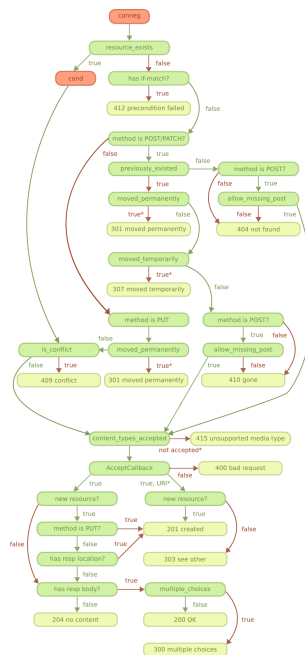 conneg
resource_exists
true
false
cond
has if-match?
true
false
412 precondition failed
method is POST/PATCH?
false
true
previously_existed
false
method is POST?
true
true
moved_permanently
false
allow_missing_post
true*
false
false
true
301 moved permanently
404 not found
moved_temporarily
true*
false
307 moved temporarily
method is PUT
method is POST?
false
true
true
false
is_conflict
moved_permanently
allow_missing_post
true
true*
true
false
409 conflict
301 moved permanently
410 gone
content_types_accepted
415 unsupported media type
not accepted*
AcceptCallback
400 bad request
false
true
true, URI*
new resource?
new resource?
true
true
method is PUT?
true
201 created
false
false
false
true
has resp location?
303 see other
false
has resp body?
true
multiple_choices
false
false
204 no content
200 OK
true
300 multiple choices